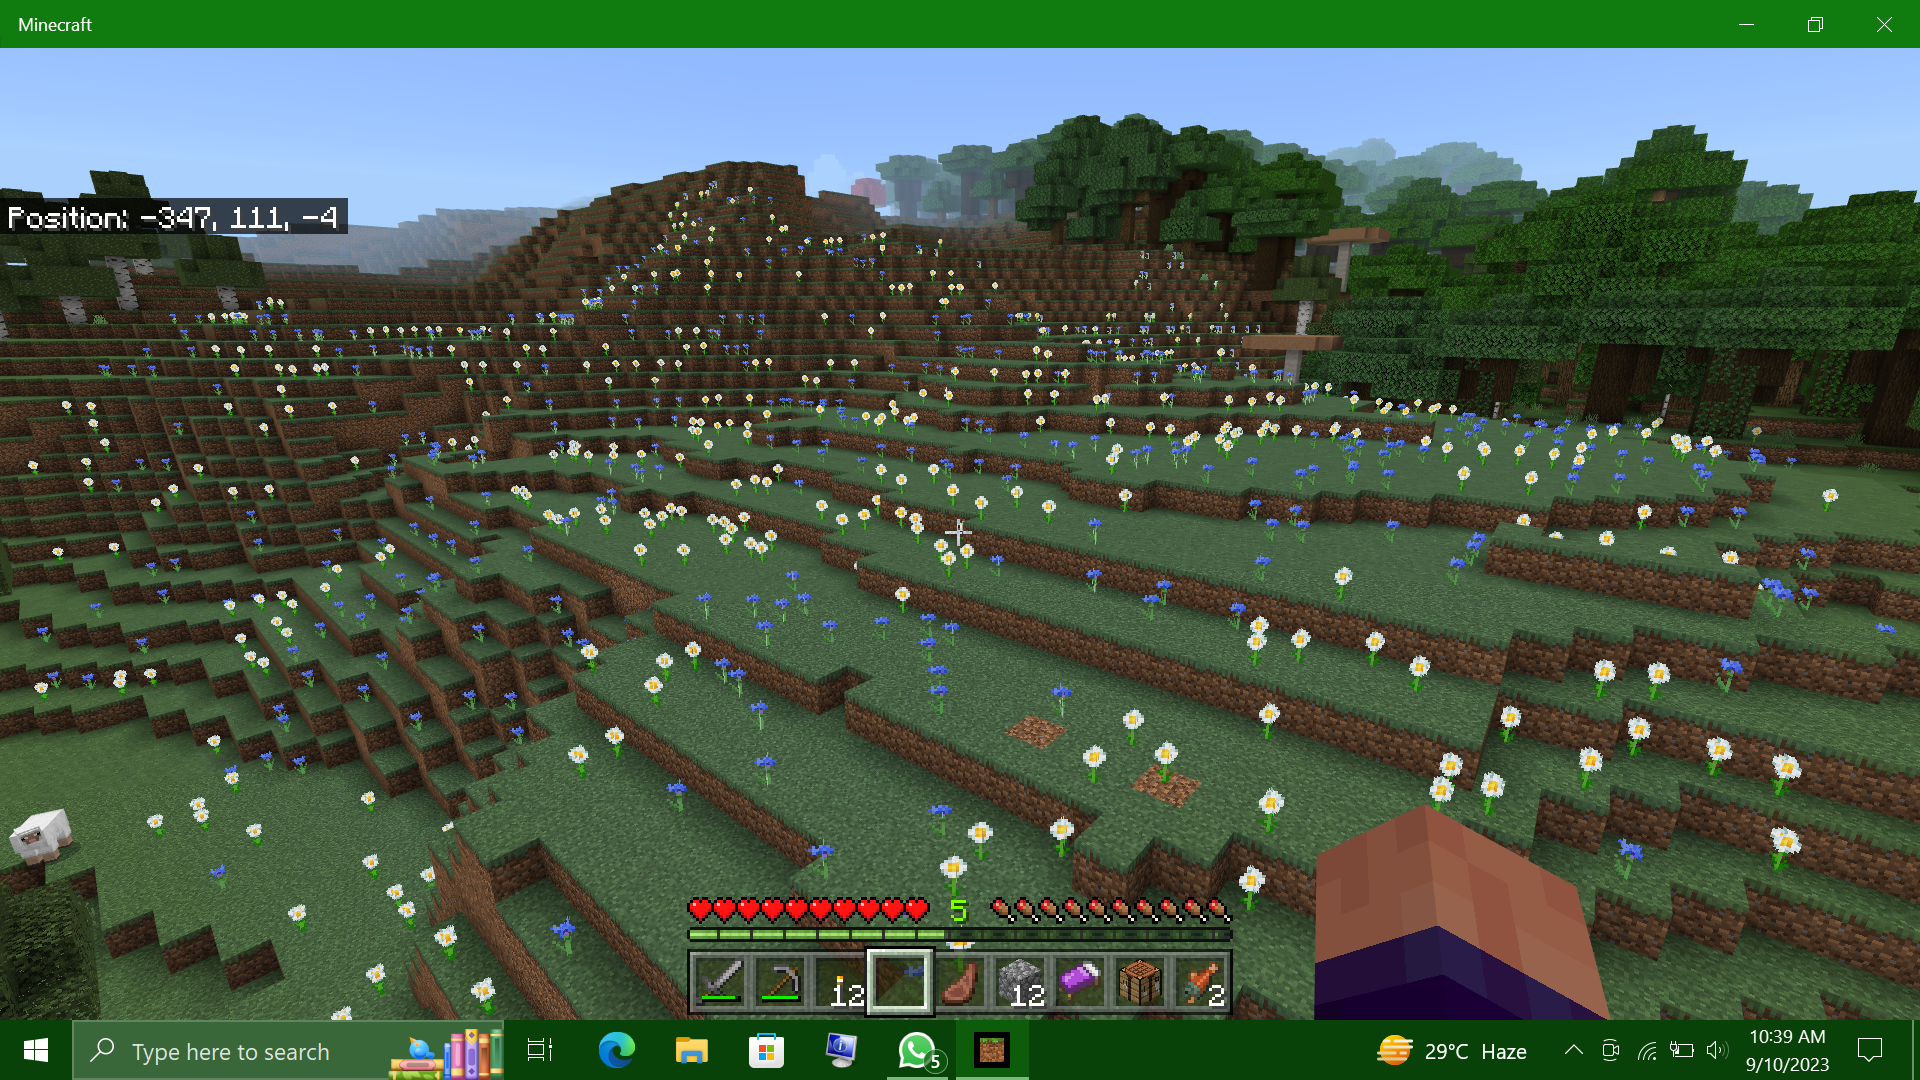 Minecraft
Position: -347, 111, -4
5
12
12
2
Type here to search
5
29°C Haze
10:39 AM
9/10/2023